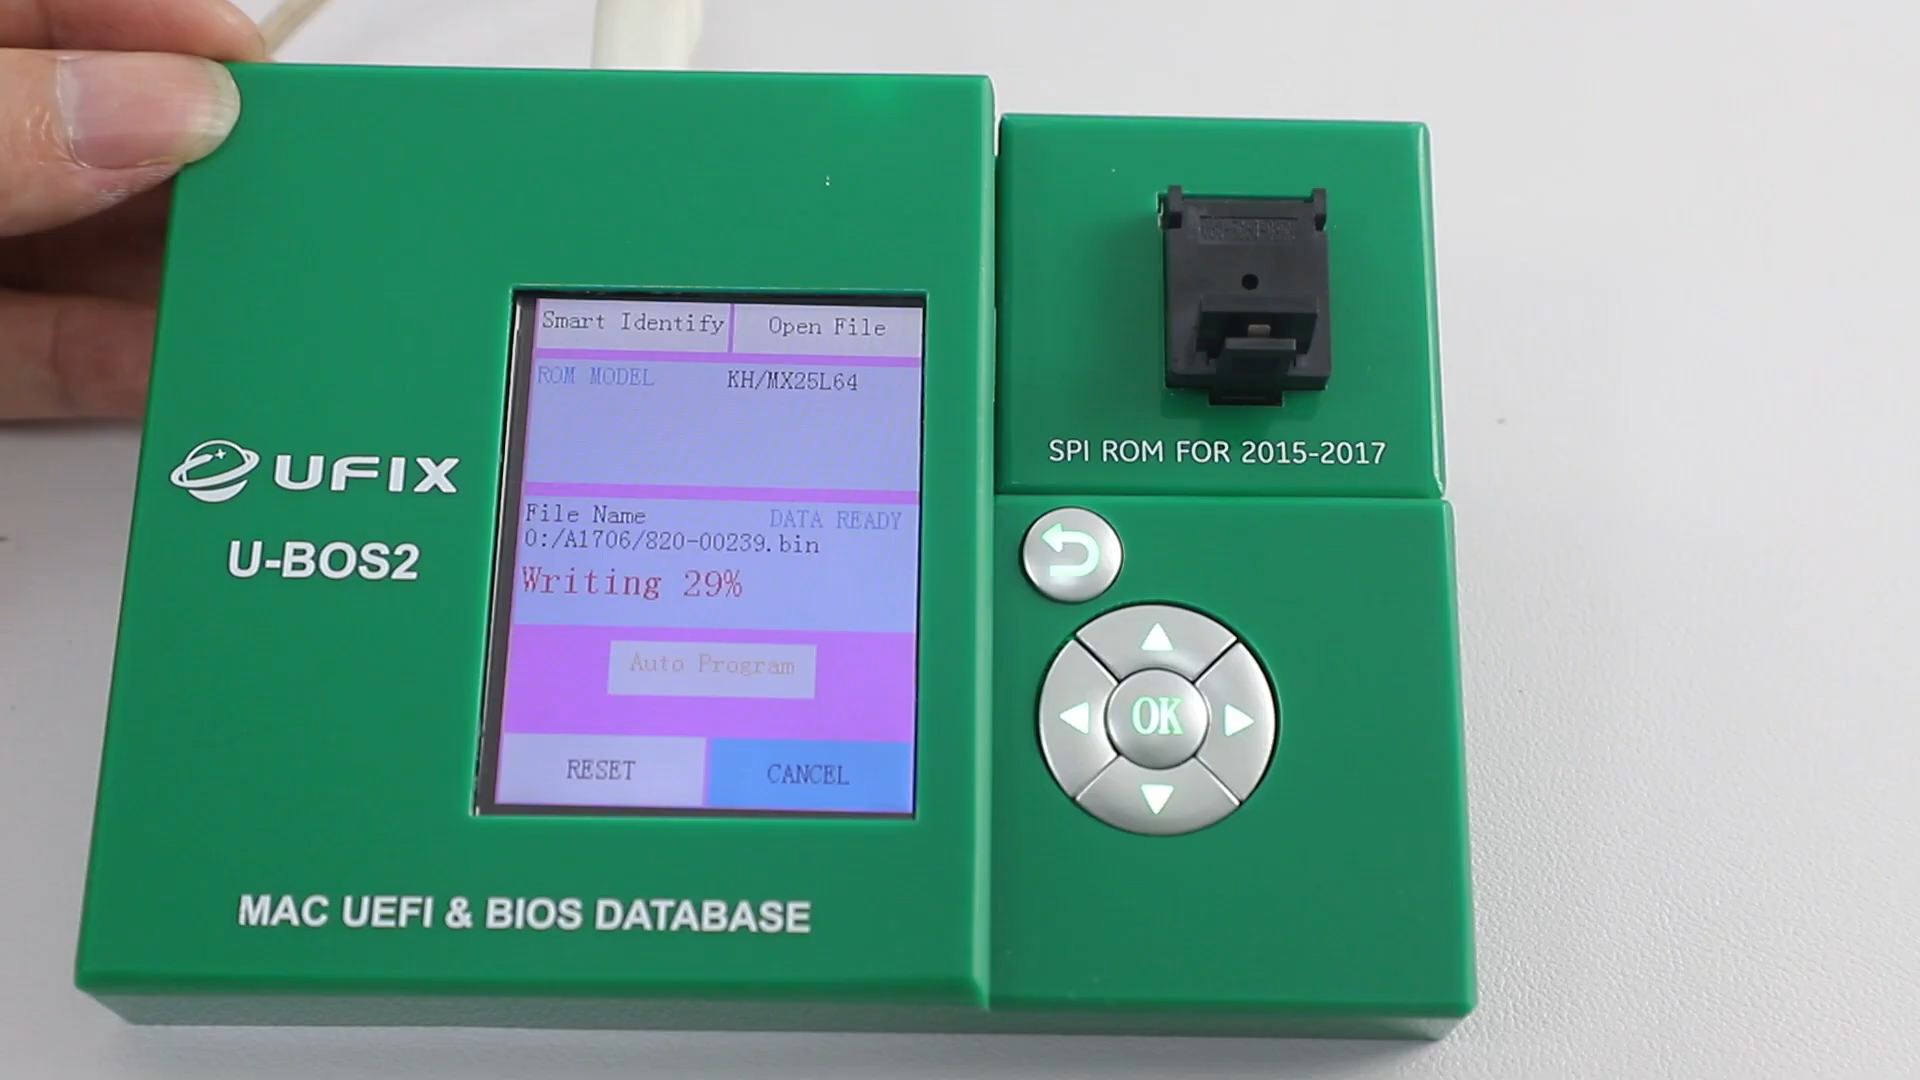 Smart Identify
Open File
ROM MODEL KH/MX25L64
File Name DATA READY
0:/A1706/820-00239.bin
Writing 29%
Auto Program
RESET
CANCEL
UFIX
U-BOS2
MAC UEFI & BIOS DATABASE
SPI ROM FOR 2015-2017
OK